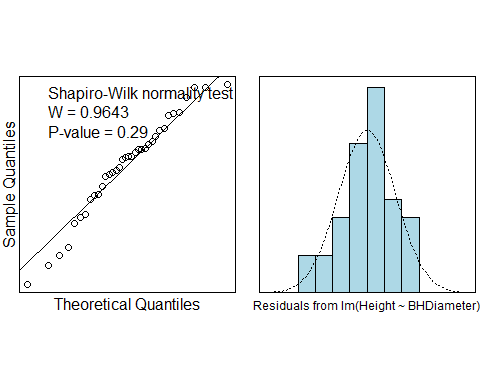 Shapiro-Wilk normality test
W = 0.9643
P-value = 0.29
Sample Quantiles
Theoretical Quantiles
Residuals from lm(Height ~ BHDiameter)